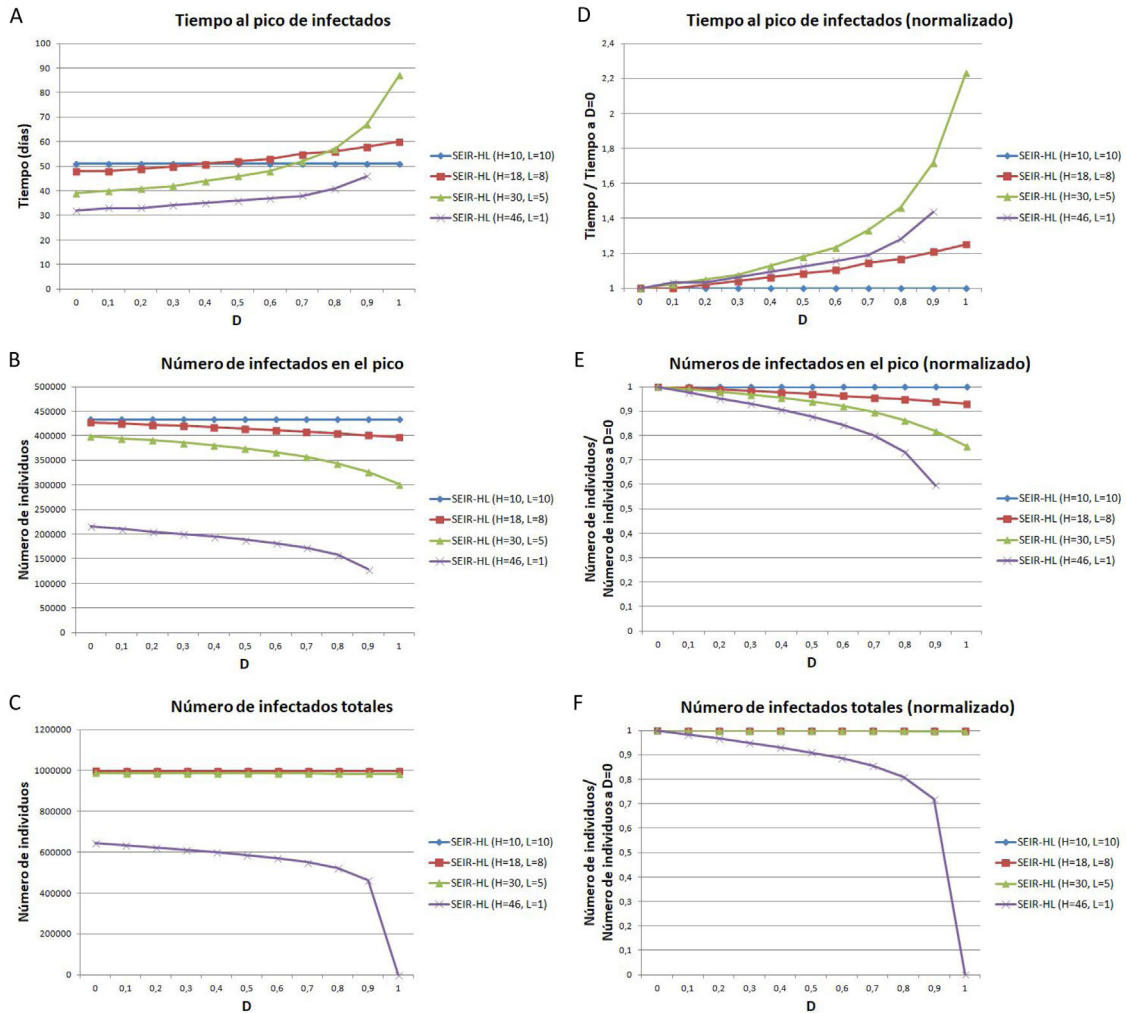 A
Tiempo al pico de infectados
Tiempo (días)
100
90
80
70
60
50
40
30
20
10
0
0 0,1 0,2 0,3 0,4 0,5 0,6 0,7 0,8 0,9 1
D
SEIR-HL (H=10, L=10)
SEIR-HL (H=18, L=8)
SEIR-HL (H=30, L=5)
SEIR-HL (H=46, L=1)
D
Tiempo al pico de infectados (normalizado)
Tiempo / Tiempo a D=0
2,4
2,2
2
1,8
1,6
1,4
1,2
1
0 0,1 0,2 0,3 0,4 0,5 0,6 0,7 0,8 0,9 1
D
SEIR-HL (H=10, L=10)
SEIR-HL (H=18, L=8)
SEIR-HL (H=30, L=5)
SEIR-HL (H=46, L=1)
B
Número de infectados en el pico
Número de individuos
500000
450000
400000
350000
300000
250000
200000
150000
100000
50000
0
0 0,1 0,2 0,3 0,4 0,5 0,6 0,7 0,8 0,9 1
D
SEIR-HL (H=10, L=10)
SEIR-HL (H=18, L=8)
SEIR-HL (H=30, L=5)
SEIR-HL (H=46, L=1)
E
Números de infectados en el pico (normalizado)
Número de individuos/
Número de individuos a D=0
1
0,9
0,8
0,7
0,6
0,5
0,4
0,3
0,2
0,1
0
0 0,1 0,2 0,3 0,4 0,5 0,6 0,7 0,8 0,9 1
D
SEIR-HL (H=10, L=10)
SEIR-HL (H=18, L=8)
SEIR-HL (H=30, L=5)
SEIR-HL (H=46, L=1)
C
Número de infectados totales
Número de individuos
1200000
1000000
800000
600000
400000
200000
0
0 0,1 0,2 0,3 0,4 0,5 0,6 0,7 0,8 0,9 1
D
SEIR-HL (H=10, L=10)
SEIR-HL (H=18, L=8)
SEIR-HL (H=30, L=5)
SEIR-HL (H=46, L=1)
F
Número de infectados totales (normalizado)
Número de individuos/
Número de individuos a D=0
1
0,9
0,8
0,7
0,6
0,5
0,4
0,3
0,2
0,1
0
0 0,1 0,2 0,3 0,4 0,5 0,6 0,7 0,8 0,9 1
D
SEIR-HL (H=10, L=10)
SEIR-HL (H=18, L=8)
SEIR-HL (H=30, L=5)
SEIR-HL (H=46, L=1)